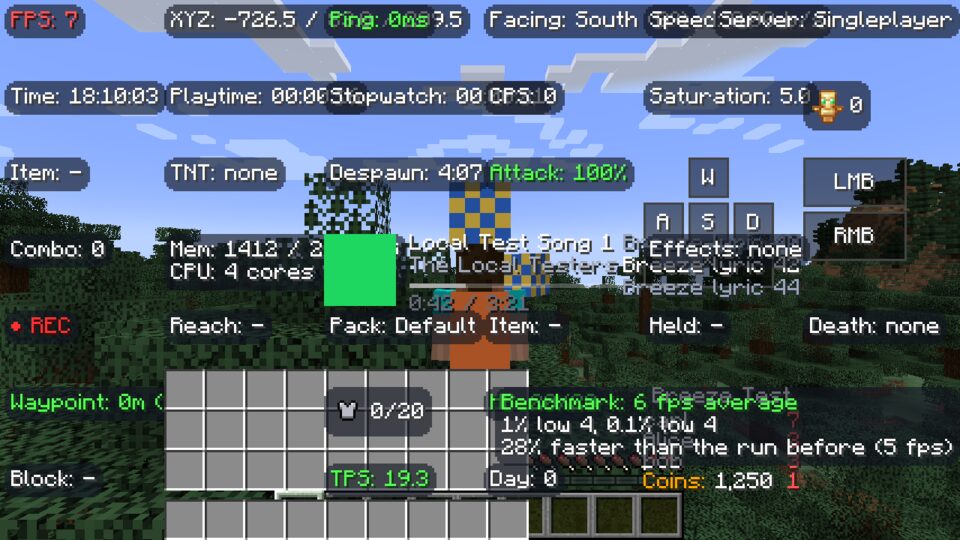 FPS: 7
XYZ: -726.5 /
Ping: 0ms
9.5
Facing: South
Speed
Server: Singleplayer
Time: 18:10:03
Playtime: 00:00
Stopwatch: 00
CPS: 0
Saturation: 5.0
0
Item: -
TNT: none
Despawn: 4:07
Attack: 100%
W
LMB
A S D
RMB
Combo: 0
Mem: 1412 / 2
CPU: 4 cores
Local Test Song 1
The Local Testers
0:42 / 3:21
Effects: none
Breeze lyric 43
Breeze lyric 44
● REC
Reach: -
Pack: Default
Item: -
Held: -
Death: none
Waypoint: 0m (
0/20
Breeze Test
Benchmark: 6 fps average
1% low 4, 0.1% low 4
28% faster than the run before (5 fps)
Block: -
TPS: 19.3
Day: 0
Coins: 1,250
1